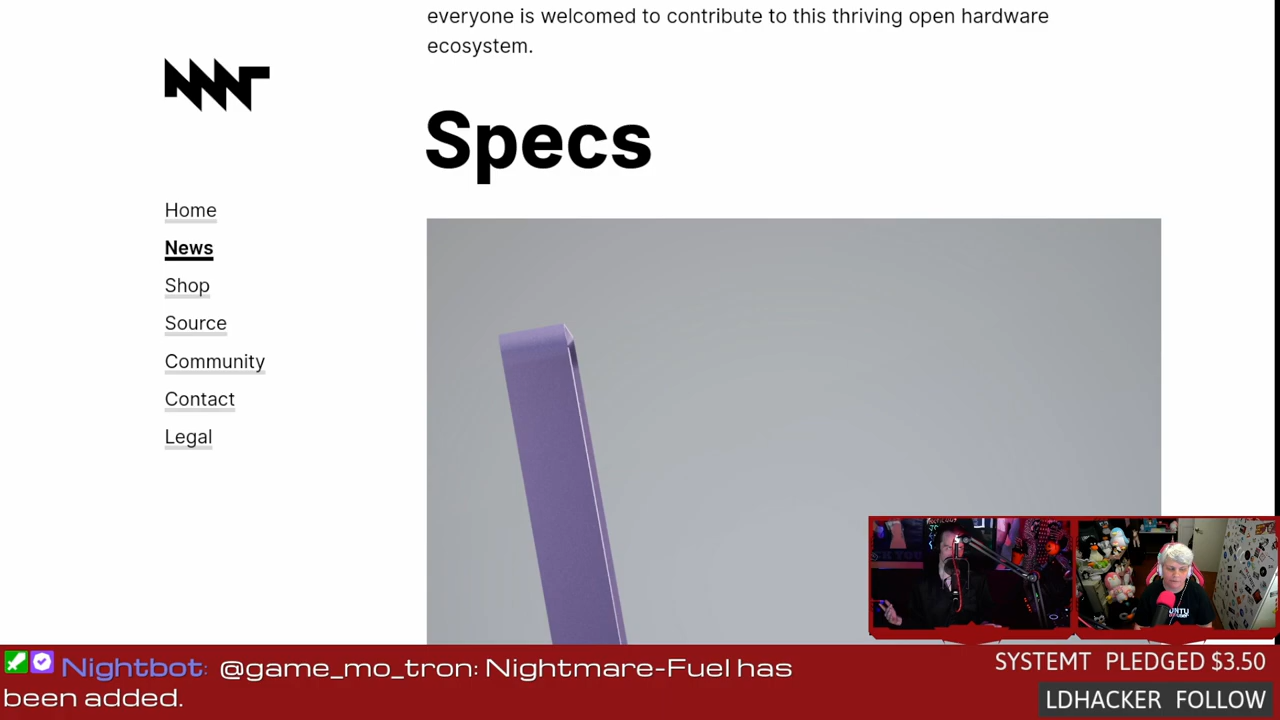 everyone is welcomed to contribute to this thriving open hardware
ecosystem.
Specs
Home
News
Shop
Source
Community
Contact
Legal
Nightbot: @game_mo_tron: Nightmare-Fuel has
been added.
SYSTEMT PLEDGED $3.50
LDHACKER FOLLOW